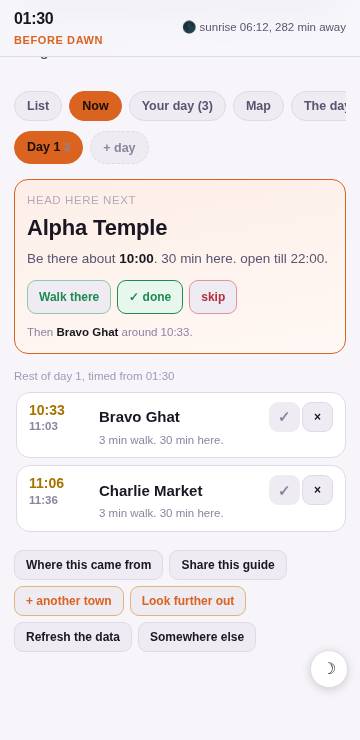 01:30
BEFORE DAWN
🌑 sunrise 06:12, 282 min away
List
Now
Your day (3)
Map
The day
Day 1
+ day
HEAD HERE NEXT
Alpha Temple
Be there about 10:00. 30 min here. open till 22:00.
Walk there
✓ done
skip
Then Bravo Ghat around 10:33.
Rest of day 1, timed from 01:30
10:33
11:03
Bravo Ghat
3 min walk. 30 min here.
✓
×
11:06
11:36
Charlie Market
3 min walk. 30 min here.
✓
×
Where this came from
Share this guide
+ another town
Look further out
Refresh the data
Somewhere else
☽